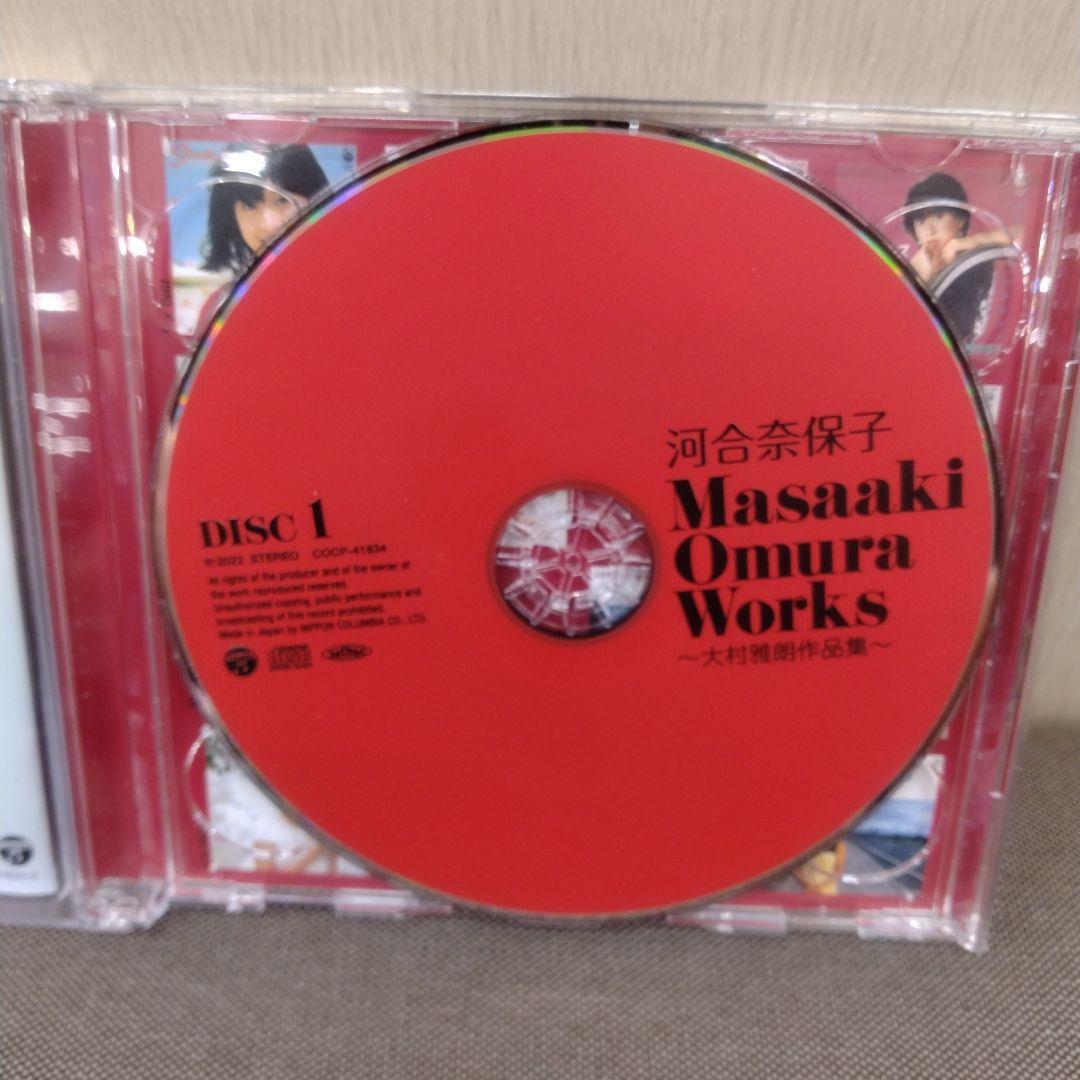 河合奈保子
Masaaki
Omura
Works
～大村雅朗作品集～
DISC 1
℗2022 STEREO COCP-41834
All rights of the producer and of the owner of
the work reproduced reserved.
Unauthorized copying, public performance and
broadcasting of this record prohibited.
Made in Japan by NIPPON COLUMBIA CO., LTD.